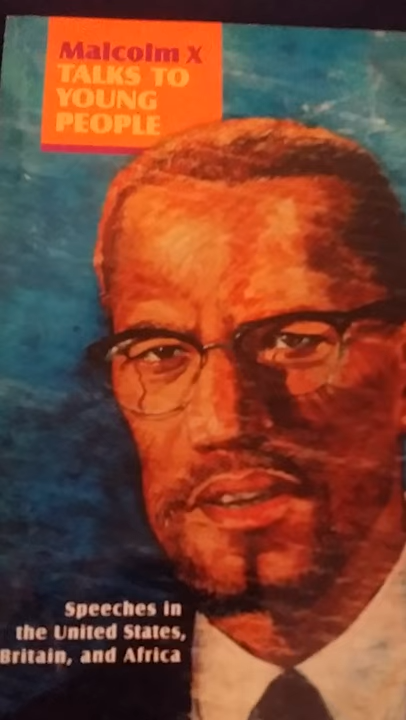 Malcolm X
TALKS TO
YOUNG
PEOPLE
Speeches in
the United States,
Britain, and Africa